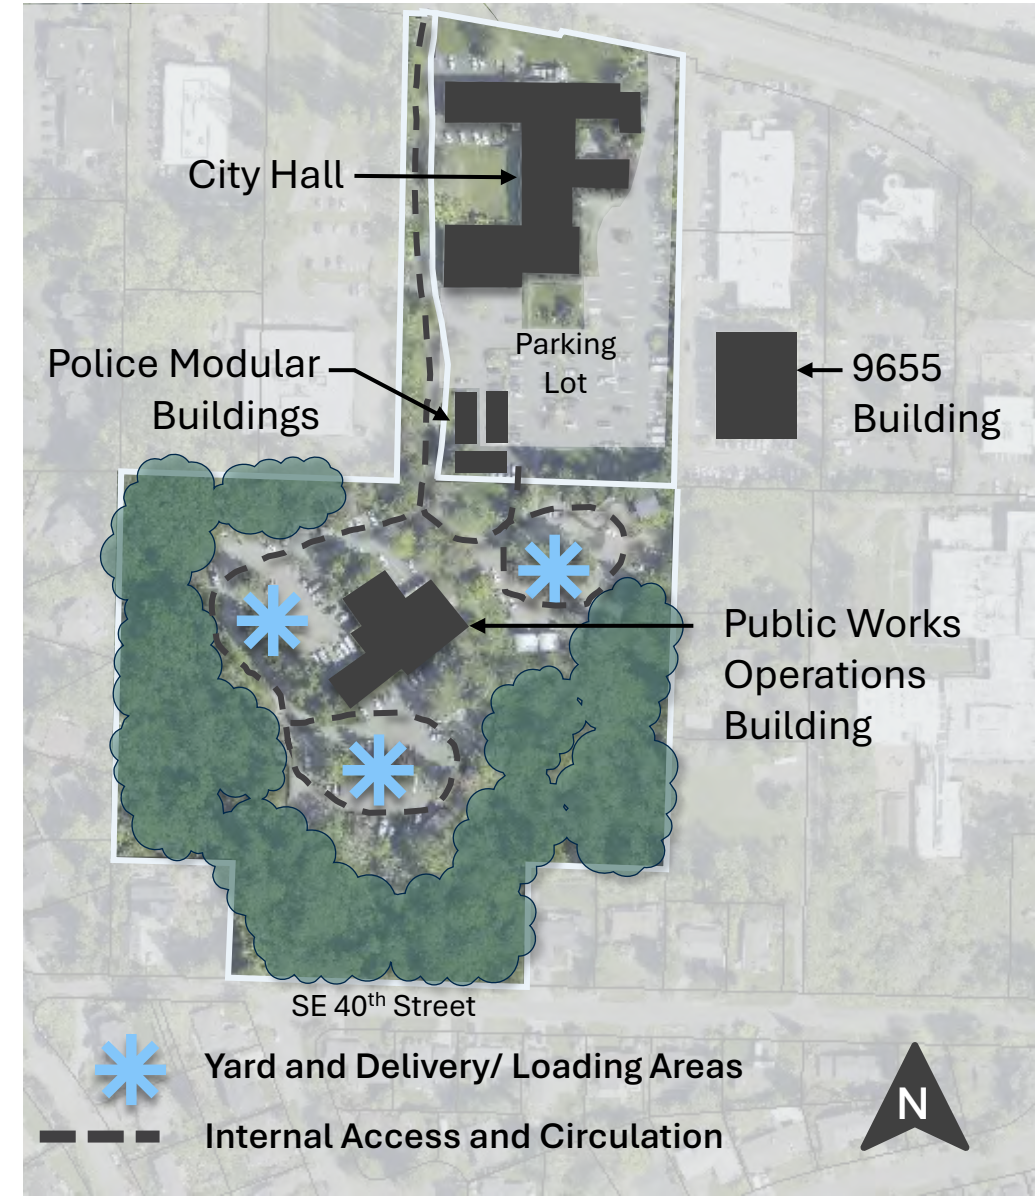 City Hall
Parking
Lot
Police Modular
Buildings
9655
Building
Public Works
Operations
Building
SE 40th Street
Yard and Delivery/ Loading Areas
Internal Access and Circulation
N